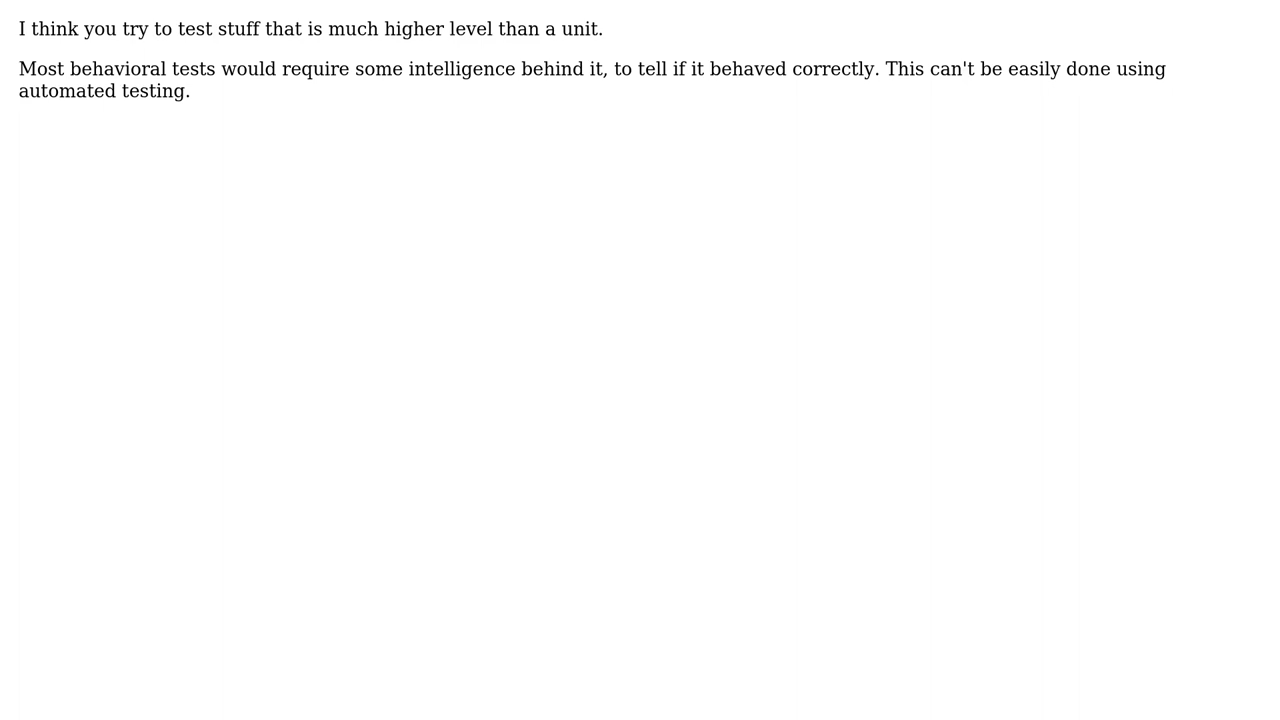 I think you try to test stuff that is much higher level than a unit.
Most behavioral tests would require some intelligence behind it, to tell if it behaved correctly. This can't be easily done using
automated testing.